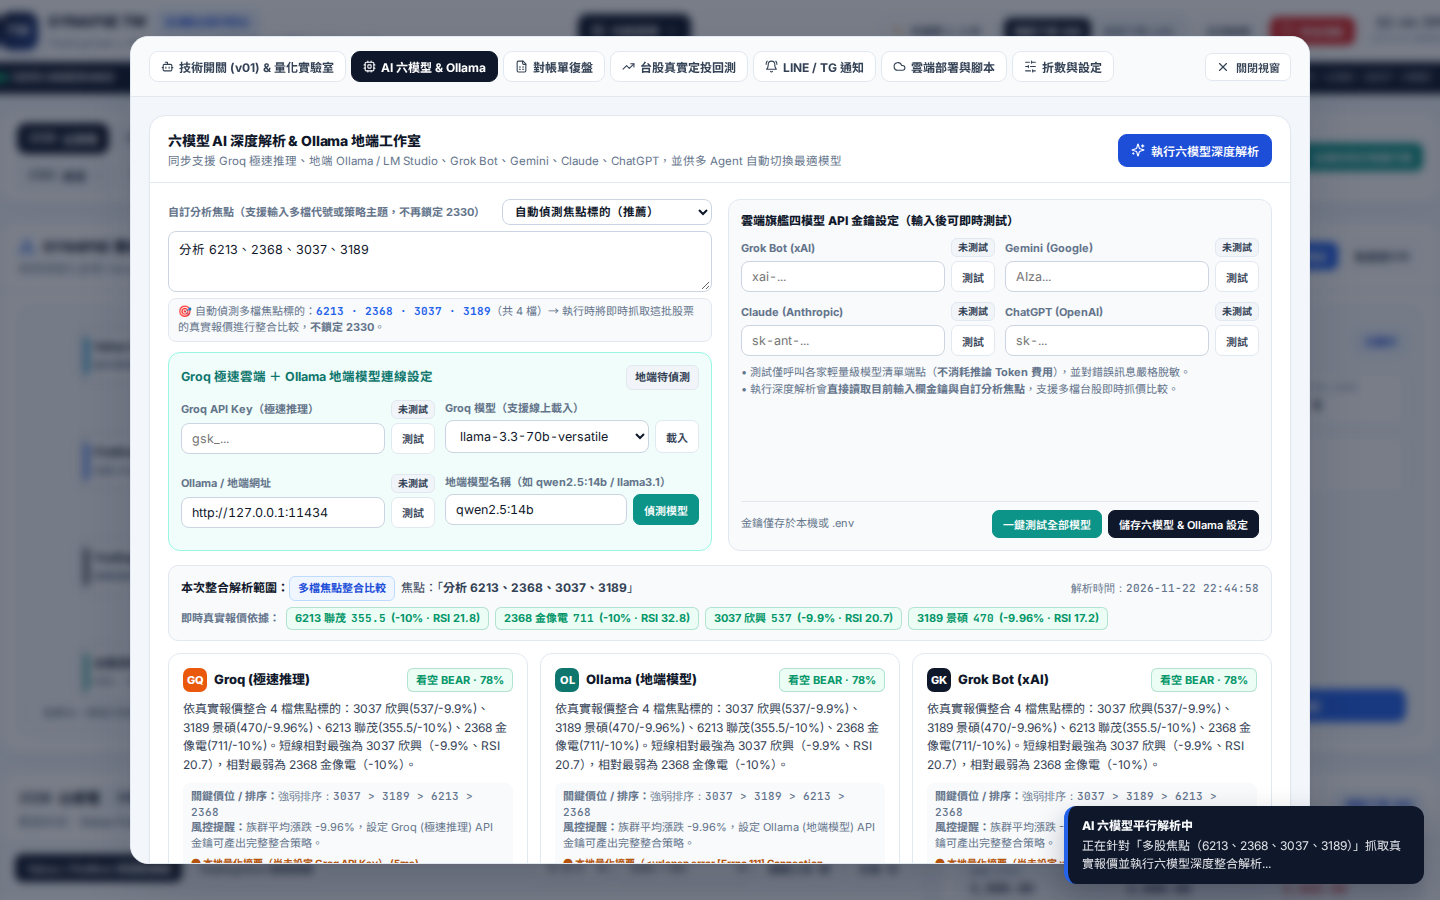 技術開關 (v01) & 量化實驗室
AI 六模型 & Ollama
對帳單復盤
台股真實定投回測
LINE / TG 通知
雲端部署與腳本
折數與設定
關閉視窗
六模型 AI 深度解析 & Ollama 地端工作室
同步支援 Groq 極速推理、地端 Ollama / LM Studio、Grok Bot、Gemini、Claude、ChatGPT，並供多 Agent 自動切換最適模型
執行六模型深度解析
自訂分析焦點（支援輸入多檔代號或策略主題，不再鎖定 2330）
自動偵測焦點標的（推薦）
分析 6213、2368、3037、3189
🎯 自動偵測多檔焦點標的：6213 · 2368 · 3037 · 3189（共 4 檔）→ 執行時將即時抓取這批股票
的真實報價進行整合比較，不鎖定 2330。
Groq 極速雲端 ＋ Ollama 地端模型連線設定
地端待偵測
Groq API Key（極速推理）
未測試
Groq 模型（支援線上載入）
gsk_...
測試
llama-3.3-70b-versatile
載入
Ollama / 地端網址
未測試
地端模型名稱（如 qwen2.5:14b / llama3.1）
http://127.0.0.1:11434
測試
qwen2.5:14b
偵測模型
雲端旗艦四模型 API 金鑰設定（輸入後可即時測試）
Grok Bot (xAI)
未測試
Gemini (Google)
未測試
xai-...
測試
AIza...
測試
Claude (Anthropic)
未測試
ChatGPT (OpenAI)
未測試
sk-ant-...
測試
sk-...
測試
• 測試僅呼叫各家輕量級模型清單端點（不消耗推論 Token 費用），並對錯誤訊息嚴格脫敏。
• 執行深度解析會直接讀取目前輸入欄金鑰與自訂分析焦點，支援多檔台股即時抓價比較。
金鑰僅存於本機或 .env
一鍵測試全部模型
儲存六模型 & Ollama 設定
本次整合解析範圍：
多檔焦點整合比較
焦點：「分析 6213、2368、3037、3189」
解析時間：2026-11-22 22:44:58
即時真實報價依據：
6213 聯茂 355.5 (-10% · RSI 21.8)
2368 金像電 711 (-10% · RSI 32.8)
3037 欣興 537 (-9.9% · RSI 20.7)
3189 景碩 470 (-9.96% · RSI 17.2)
GQ
Groq (極速推理)
看空 BEAR · 78%
依真實報價整合 4 檔焦點標的：3037 欣興(537/-9.9%)、
3189 景碩(470/-9.96%)、6213 聯茂(355.5/-10%)、2368 金
像電(711/-10%)。短線相對最強為 3037 欣興（-9.9%、RSI
20.7），相對最弱為 2368 金像電（-10%）。
關鍵價位 / 排序：強弱排序：3037 > 3189 > 6213 >
2368
風控提醒：族群平均漲跌 -9.96%，設定 Groq (極速推理) API
金鑰可產出完整整合策略。
OL
Ollama (地端模型)
看空 BEAR · 78%
依真實報價整合 4 檔焦點標的：3037 欣興(537/-9.9%)、
3189 景碩(470/-9.96%)、6213 聯茂(355.5/-10%)、2368 金
像電(711/-10%)。短線相對最強為 3037 欣興（-9.9%、RSI
20.7），相對最弱為 2368 金像電（-10%）。
關鍵價位 / 排序：強弱排序：3037 > 3189 > 6213 >
2368
風控提醒：族群平均漲跌 -9.96%，設定 Ollama (地端模型) API
金鑰可產出完整整合策略。
GK
Grok Bot (xAI)
看空 BEAR · 78%
依真實報價整合 4 檔焦點標的：3037 欣興(537/-9.9%)、
3189 景碩(470/-9.96%)、6213 聯茂(355.5/-10%)、2368 金
像電(711/-10%)。短線相對最強為 3037 欣興（-9.9%、RSI
20.7），相對最弱為 2368 金像電（-10%）。
關鍵價位 / 排序：強弱排序：3037 > 3189 > 6213 >
2368
風控提醒：族群平均漲跌 -9
金鑰可產出完整整合策略。
AI 六模型平行解析中
正在針對「多股焦點（6213、2368、3037、3189）」抓取真
實報價並執行六模型深度整合解析...